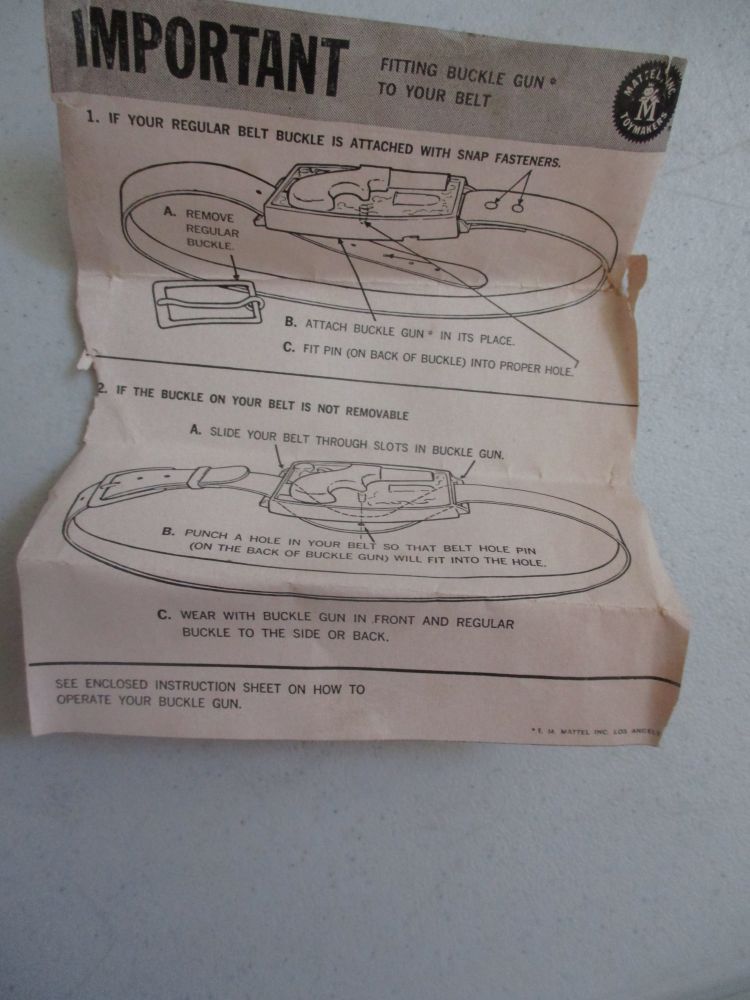 IMPORTANT
FITTING BUCKLE GUN*
TO YOUR BELT
MATTEL, INC.
M
TOYMAKERS
1. IF YOUR REGULAR BELT BUCKLE IS ATTACHED WITH SNAP FASTENERS.
A. REMOVE
REGULAR
BUCKLE.
B. ATTACH BUCKLE GUN* IN ITS PLACE.
C. FIT PIN (ON BACK OF BUCKLE) INTO PROPER HOLE.
2. IF THE BUCKLE ON YOUR BELT IS NOT REMOVABLE
A. SLIDE YOUR BELT THROUGH SLOTS IN BUCKLE GUN.
B. PUNCH A HOLE IN YOUR BELT SO THAT BELT HOLE PIN
(ON THE BACK OF BUCKLE GUN) WILL FIT INTO THE HOLE.
C. WEAR WITH BUCKLE GUN IN FRONT AND REGULAR
BUCKLE TO THE SIDE OR BACK.
SEE ENCLOSED INSTRUCTION SHEET ON HOW TO
OPERATE YOUR BUCKLE GUN.
*T. M. MATTEL INC. LOS